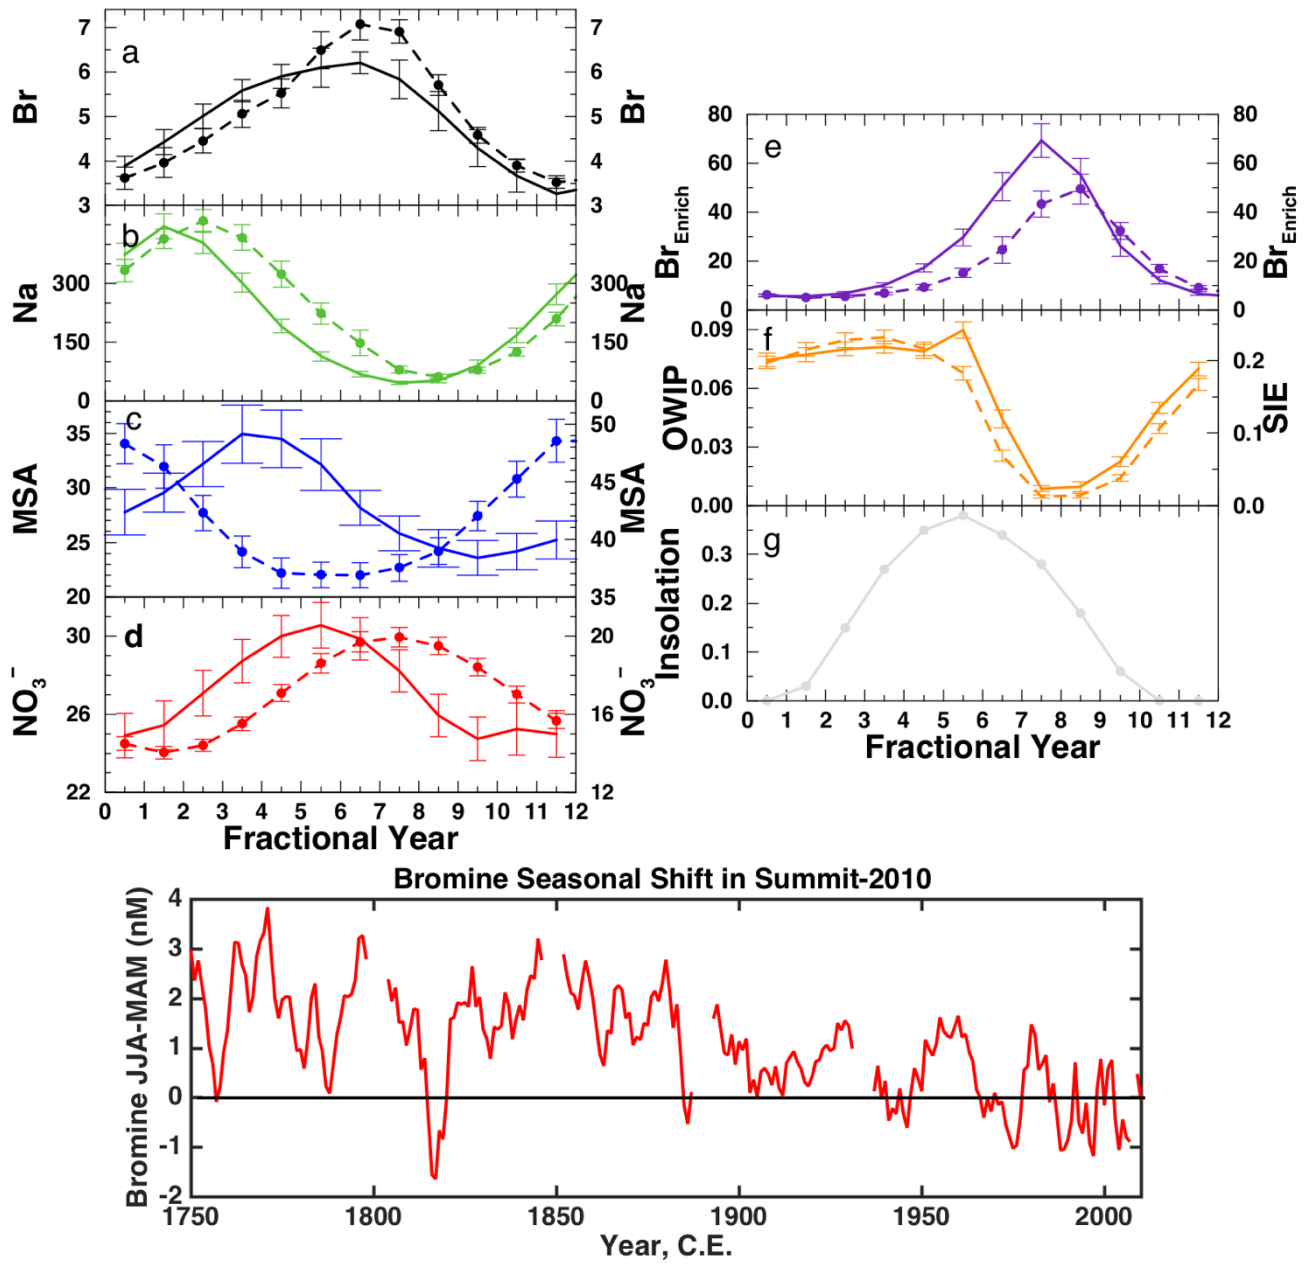 a
Br
7
6
5
4
3
7
6
5
4
3
Br
b
Na
300
150
0
300
150
0
Na
c
MSA
35
30
25
20
50
45
40
35
MSA
d
NO3−
30
26
22
20
16
12
NO3−
0 1 2 3 4 5 6 7 8 9 10 11 12
Fractional Year
e
BrEnrich
80
60
40
20
0
80
60
40
20
0
BrEnrich
f
OWIP
0.09
0.06
0.03
0.00
0.2
0.1
0.0
SIE
g
Insolation
0.3
0.2
0.1
0.0
0 1 2 3 4 5 6 7 8 9 10 11 12
Fractional Year
Bromine Seasonal Shift in Summit-2010
Bromine JJA-MAM (nM)
4
3
2
1
0
-1
-2
1750 1800 1850 1900 1950 2000
Year, C.E.